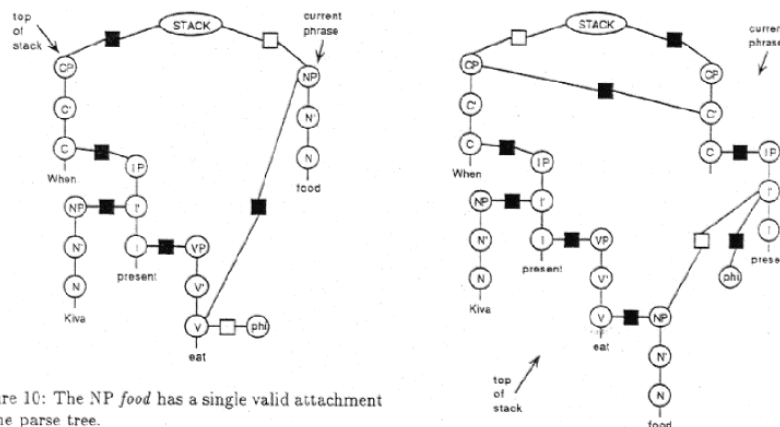 top
of
stack
STACK
current
phrase
CP
NP
C'
N'
C
IP
N
When
food
NP
I'
N'
I
VP
present
N
V'
Kiva
V
phi
eat
ure 10: The NP food has a single valid attachment
he parse tree.
STACK
curren
phrase
CP
CP
C'
C'
C
IP
C
IP
When
NP
I'
I'
N'
I
VP
I
present
prese
phi
N
V'
Kiva
V
NP
eat
N'
top
of
stack
N
food